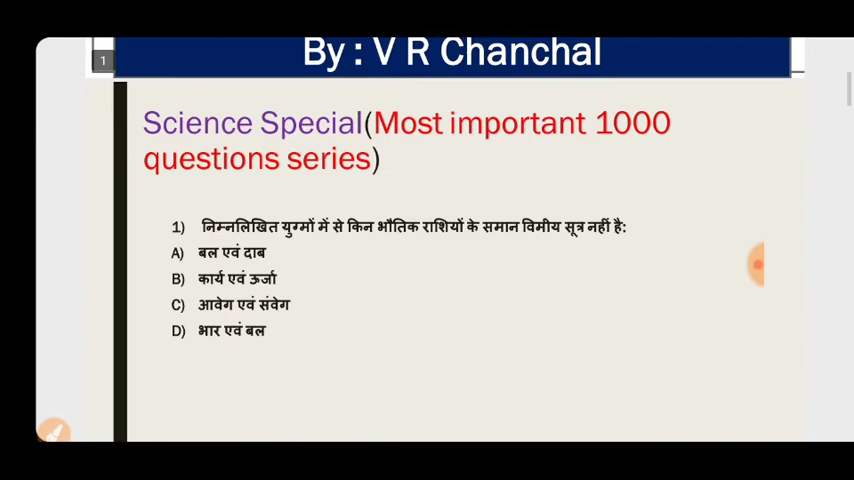 By : V R Chanchal
1
Science Special(Most important 1000
questions series)
1) निम्नलिखित युग्मों में से किन भौतिक राशियों के समान विमीय सूत्र नहीं है:
A) बल एवं दाब
B) कार्य एवं ऊर्जा
C) आवेग एवं संवेग
D) भार एवं बल